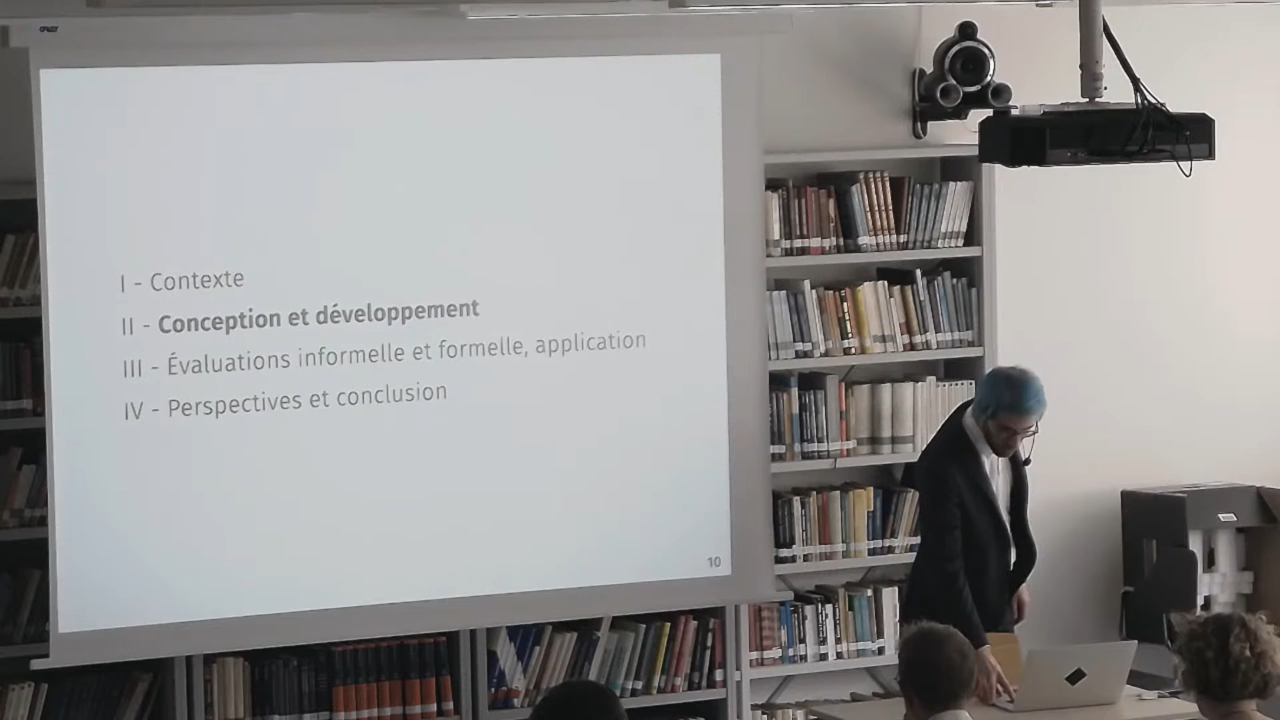 I - Contexte
II - Conception et développement
III - Évaluations informelle et formelle, application
IV - Perspectives et conclusion
10